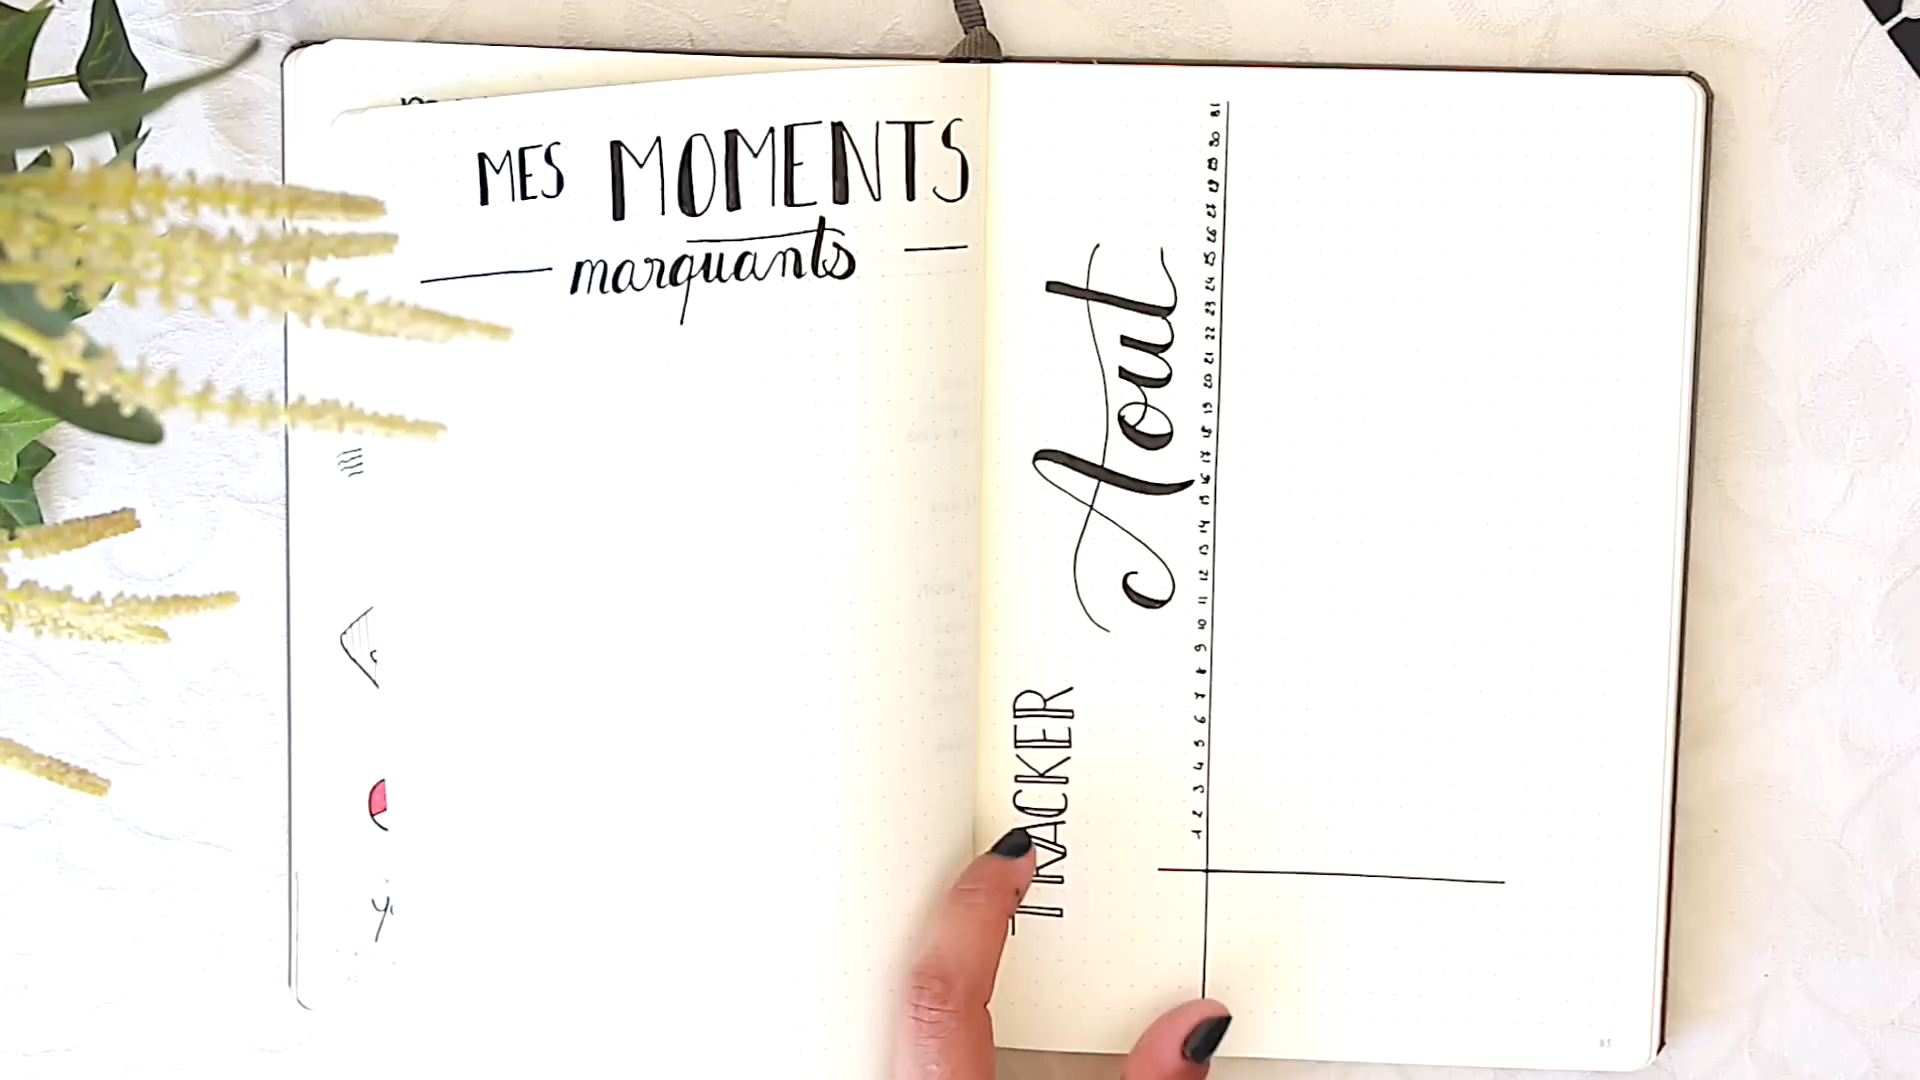 MES MOMENTS
marquants
TRACKER Aout
1 2 3 4 5 6 7 8 9 10 11 12 13 14 15 16 17 18 19 20 21 22 23 24 25 26 27 28 29 30 31